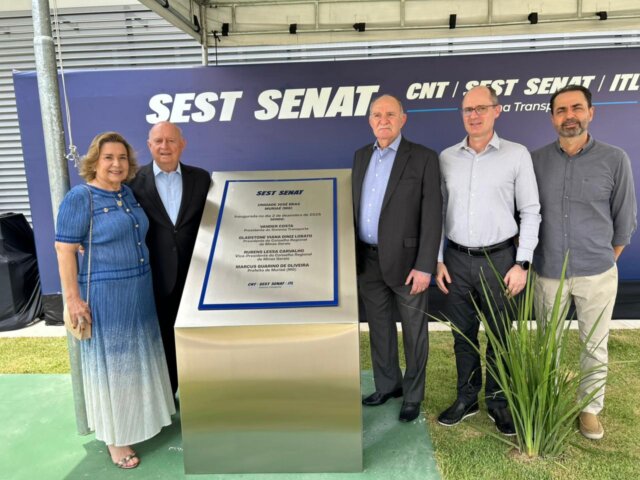 SEST SENAT
CNT / SEST SENAT / ITL
ma Transporte
SEST SENAT
UNIDADE JOSÉ BRAZ
MURIAÉ (MG)
Inaugurada no dia 2 de dezembro de 2025
VANDER COSTA
Presidente do Sistema Transporte
GLADSTONE VIANA DINIZ LOBATO
Presidente do Conselho Regional
de Minas Gerais
RUBENS LESSA CARVALHO
Vice-Presidente do Conselho Regional
de Minas Gerais
MARCOS GUARINO DE OLIVEIRA
Prefeito de Muriaé (MG)
CNT / SEST SENAT / ITL